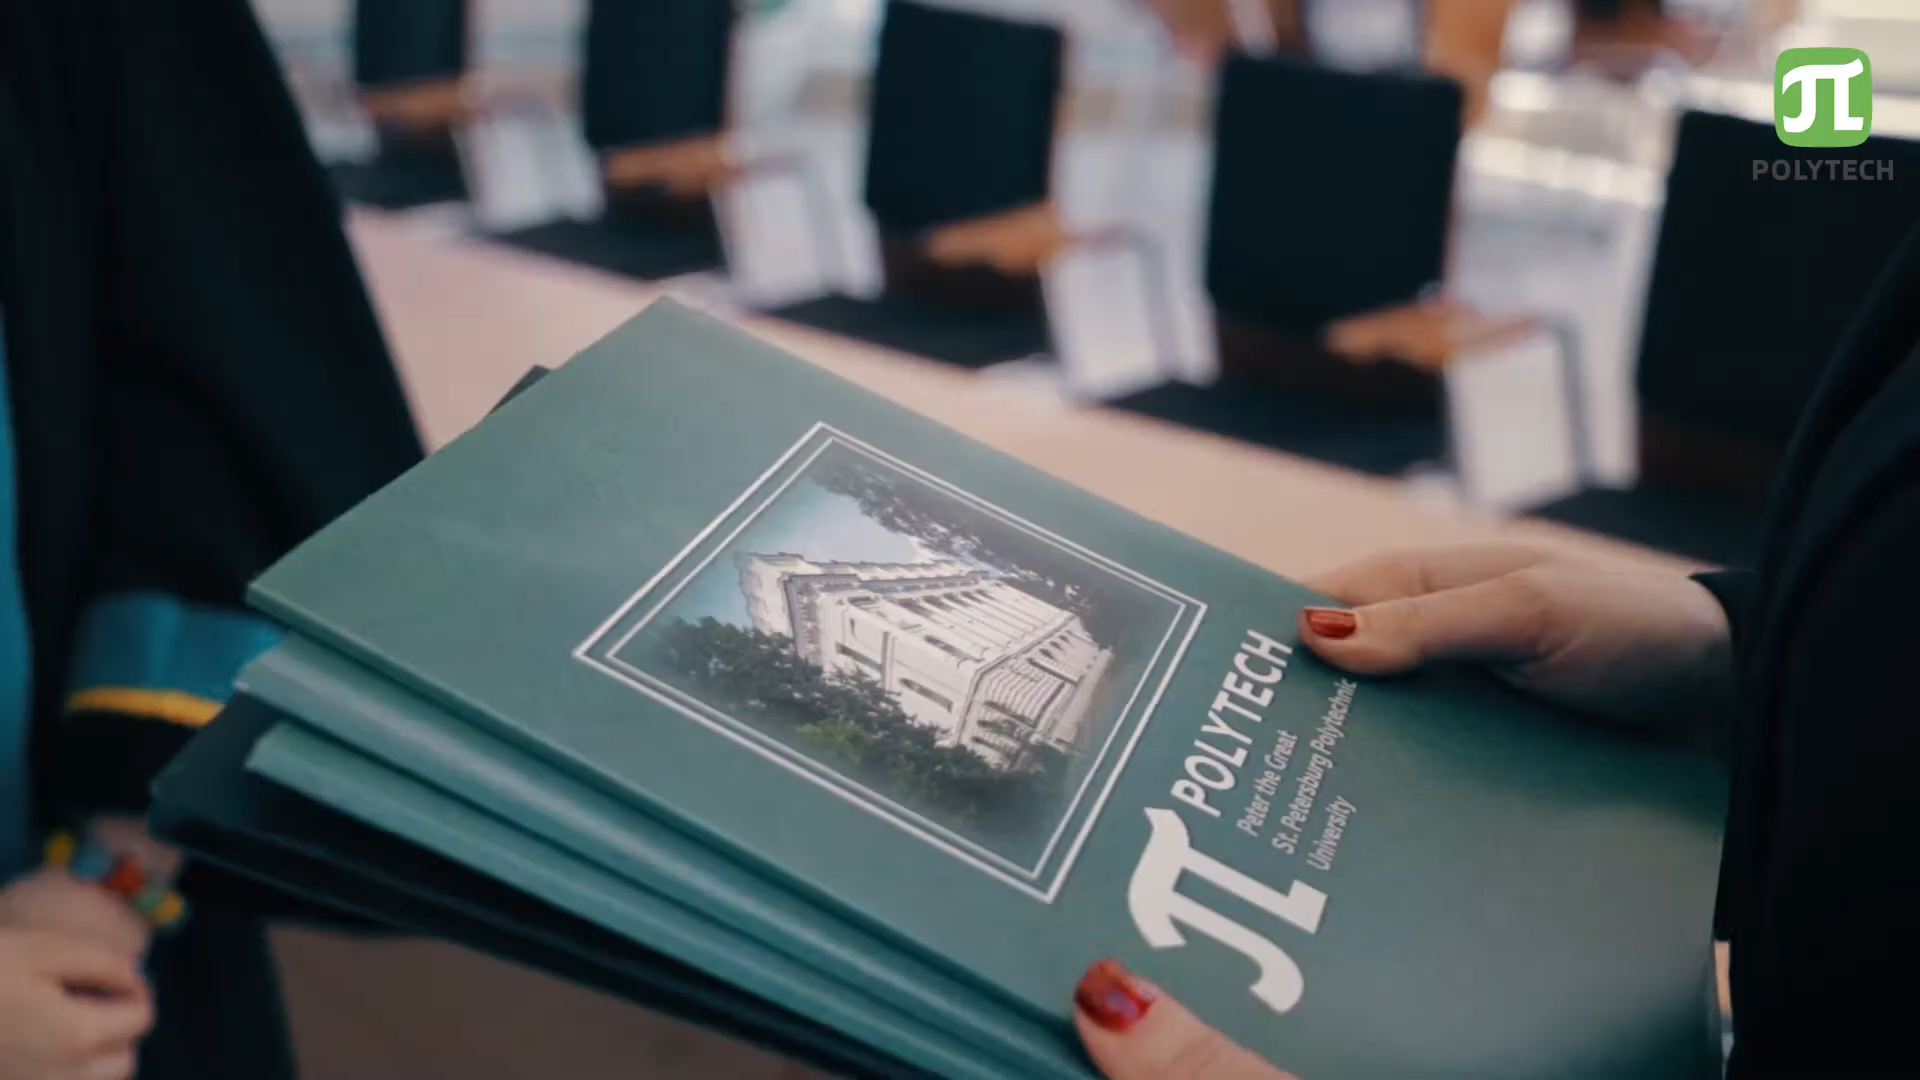 POLYTECH
POLYTECH
Peter the Great
St. Petersburg Polytechnic
University